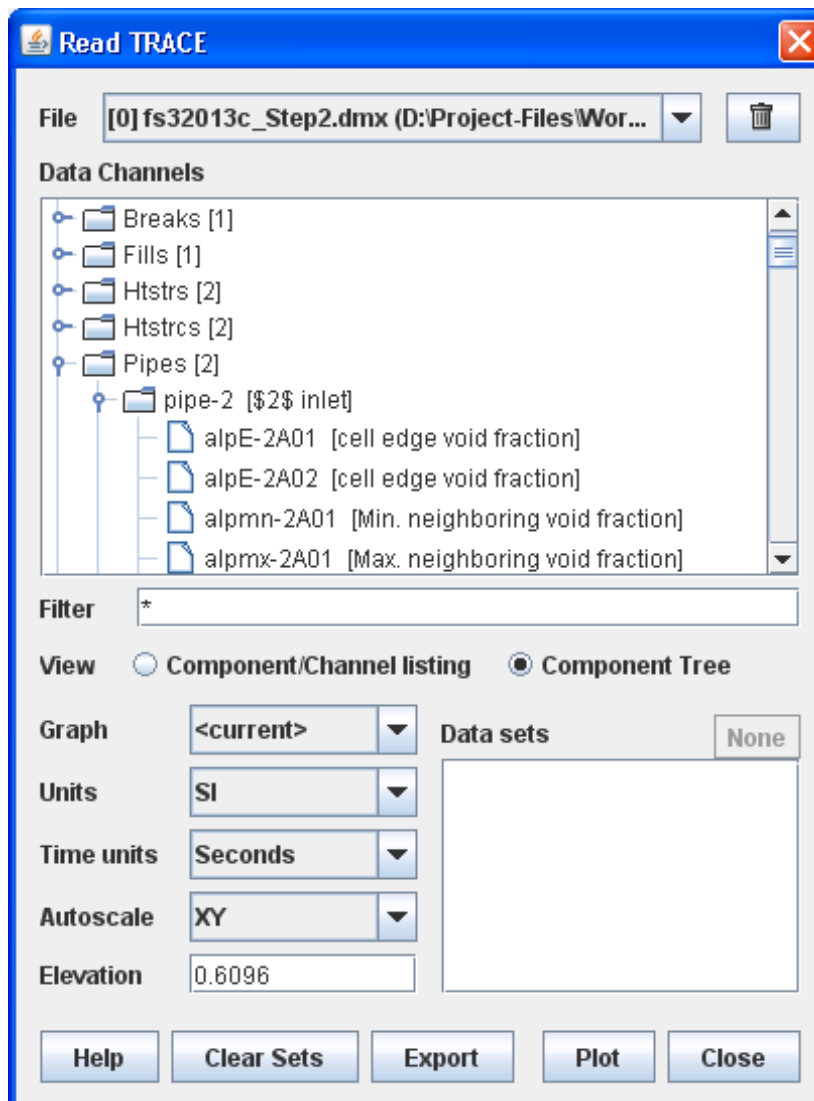 Read TRACE
File [0] fs32013c_Step2.dmx (D:\Project-Files\Wor...
Data Channels
Breaks [1]
Fills [1]
Htstrs [2]
Htstrcs [2]
Pipes [2]
pipe-2 [$2$ inlet]
alpE-2A01 [cell edge void fraction]
alpE-2A02 [cell edge void fraction]
alpmn-2A01 [Min. neighboring void fraction]
alpmx-2A01 [Max. neighboring void fraction]
Filter *
View Component/Channel listing Component Tree
Graph <current> Data sets None
Units SI
Time units Seconds
Autoscale XY
Elevation 0.6096
Help Clear Sets Export Plot Close